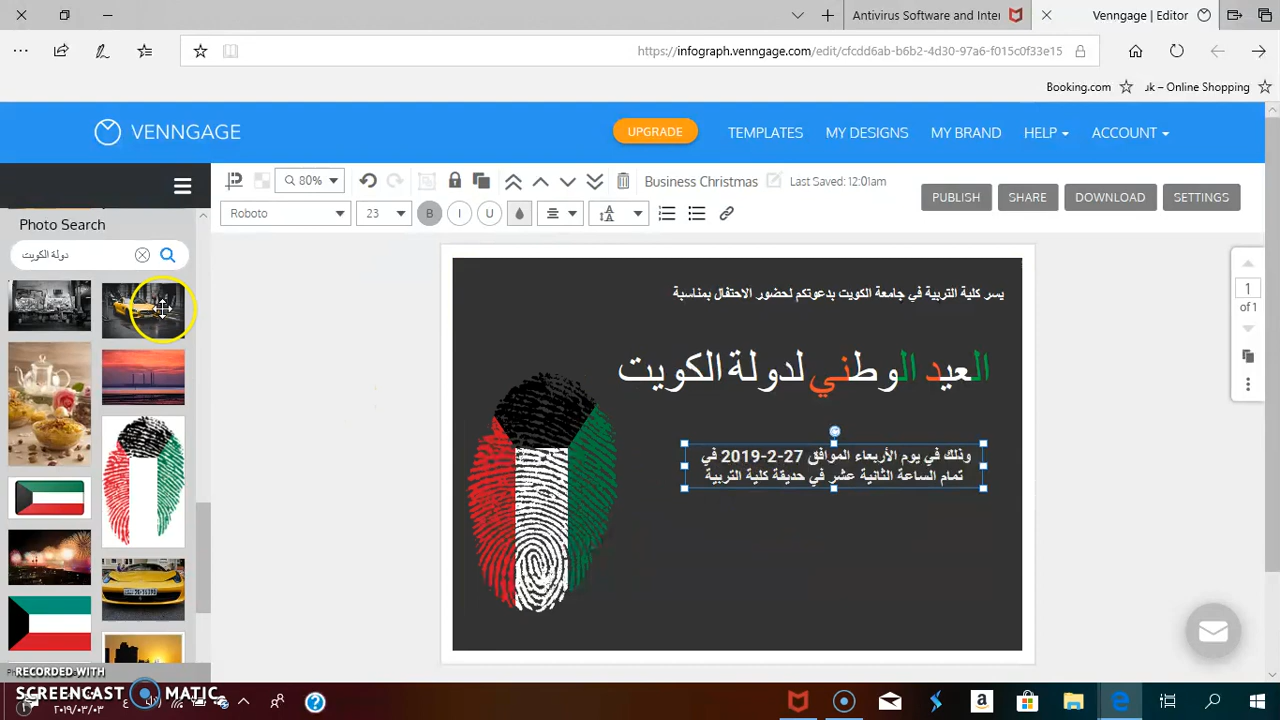 Antivirus Software and Inter
Venngage | Editor
https://infograph.venngage.com/edit/cfcdd6ab-b6b2-4d30-97a6-f015c0f33e15
Booking.com
– Online Shopping
VENNGAGE
UPGRADE
TEMPLATES
MY DESIGNS
MY BRAND
HELP
ACCOUNT
80%
Business Christmas
Last Saved: 12:01am
PUBLISH
SHARE
DOWNLOAD
SETTINGS
Roboto
23
B
I
U
Photo Search
دولة الكويت
يسر كلية التربية في جامعة الكويت بدعوتكم لحضور الاحتفال بمناسبة
العيد الوطني لدولة الكويت
وذلك في يوم الأربعاء الموافق 27-2-2019 في
تمام الساعة الثانية عشر في حديقة كلية التربية
1
of 1
RECORDED WITH
SCREENCAST MATIC
٢٠١٩/٠٣/٠٣